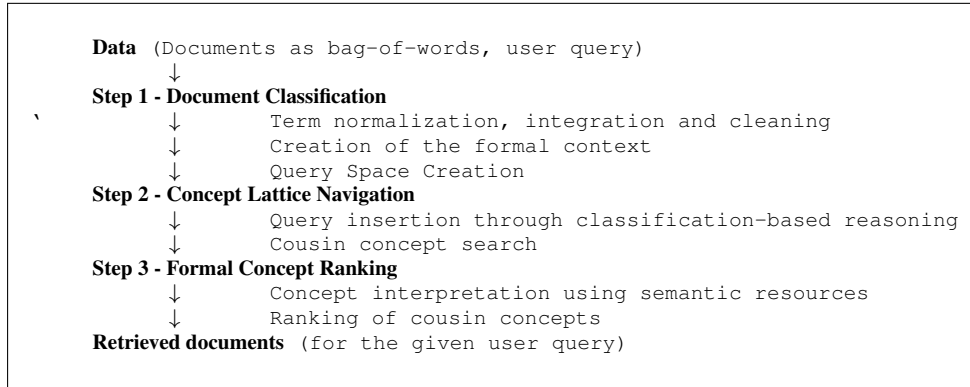 Data (Documents as bag-of-words, user query)
↓
Step 1 - Document Classification
‵ ↓ Term normalization, integration and cleaning
↓ Creation of the formal context
↓ Query Space Creation
Step 2 - Concept Lattice Navigation
↓ Query insertion through classification-based reasoning
↓ Cousin concept search
Step 3 - Formal Concept Ranking
↓ Concept interpretation using semantic resources
↓ Ranking of cousin concepts
Retrieved documents (for the given user query)